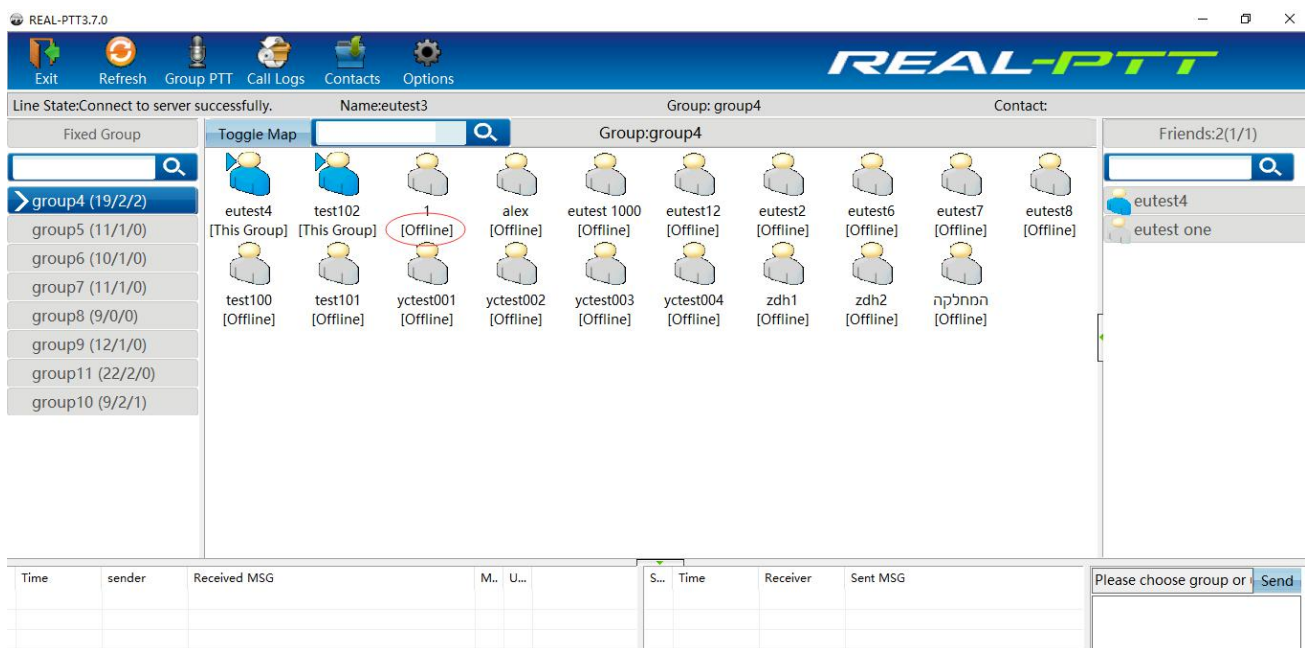 REAL-PTT3.7.0
Exit Refresh Group PTT Call Logs Contacts Options
REAL-PTT
Line State:Connect to server successfully. Name:eutest3 Group: group4 Contact:
Fixed Group Toggle Map Group:group4 Friends:2(1/1)
group4 (19/2/2)
group5 (11/1/0)
group6 (10/1/0)
group7 (11/1/0)
group8 (9/0/0)
group9 (12/1/0)
group11 (22/2/0)
group10 (9/2/1)
eutest4 test102 1 alex eutest 1000 eutest12 eutest2 eutest6 eutest7 eutest8
[This Group] [This Group] [Offline] [Offline] [Offline] [Offline] [Offline] [Offline] [Offline] [Offline]
test100 test101 yctest001 yctest002 yctest003 yctest004 zdh1 zdh2 המחלקה
[Offline] [Offline] [Offline] [Offline] [Offline] [Offline] [Offline] [Offline] [Offline]
eutest4
eutest one
Time sender Received MSG M.. U...
S... Time Receiver Sent MSG
Please choose group or Send